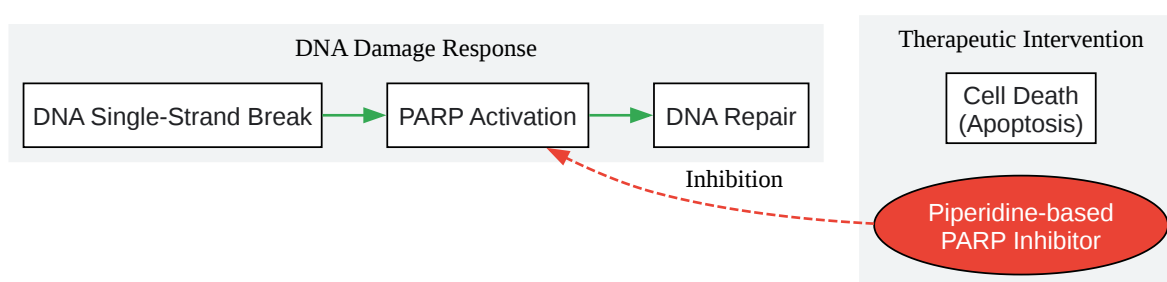 DNA Damage Response
DNA Single-Strand Break
PARP Activation
DNA Repair
Inhibition
Therapeutic Intervention
Cell Death
(Apoptosis)
Piperidine-based
PARP Inhibitor